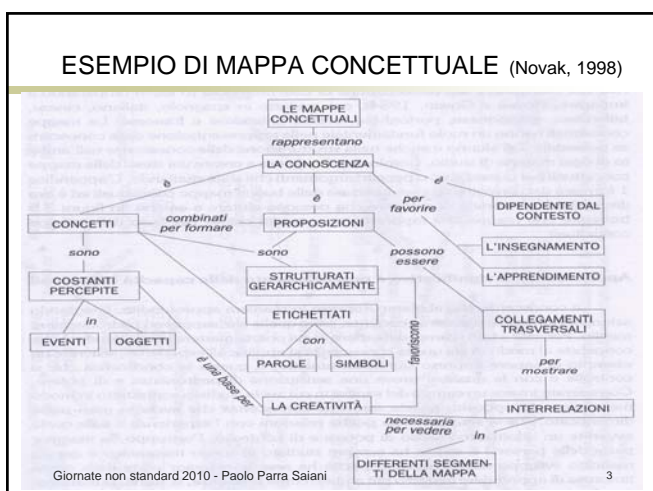 ESEMPIO DI MAPPA CONCETTUALE (Novak, 1998)
LE MAPPE
CONCETTUALI
rappresentano
LA CONOSCENZA
è
è
è
per
favorire
DIPENDENTE DAL
CONTESTO
CONCETTI
combinati
per formare
PROPOSIZIONI
L'INSEGNAMENTO
sono
sono
possono
essere
COSTANTI
PERCEPITE
STRUTTURATI
GERARCHICAMENTE
L'APPRENDIMENTO
in
ETICHETTATI
COLLEGAMENTI
TRASVERSALI
EVENTI
OGGETTI
con
favoriscono
PAROLE
SIMBOLI
per
mostrare
è una base per
LA CREATIVITÀ
INTERRELAZIONI
necessaria
per vedere
in
DIFFERENTI SEGMEN-
TI DELLA MAPPA
Giornate non standard 2010 - Paolo Parra Saiani
3